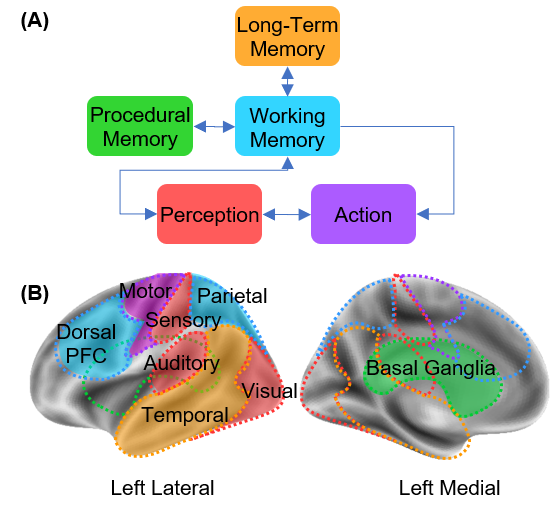 (A)
Long-Term
Memory
Procedural
Memory
Working
Memory
Perception
Action
(B)
Motor
Parietal
Sensory
Dorsal
PFC
Auditory
Visual
Temporal
Basal Ganglia
Left Lateral
Left Medial